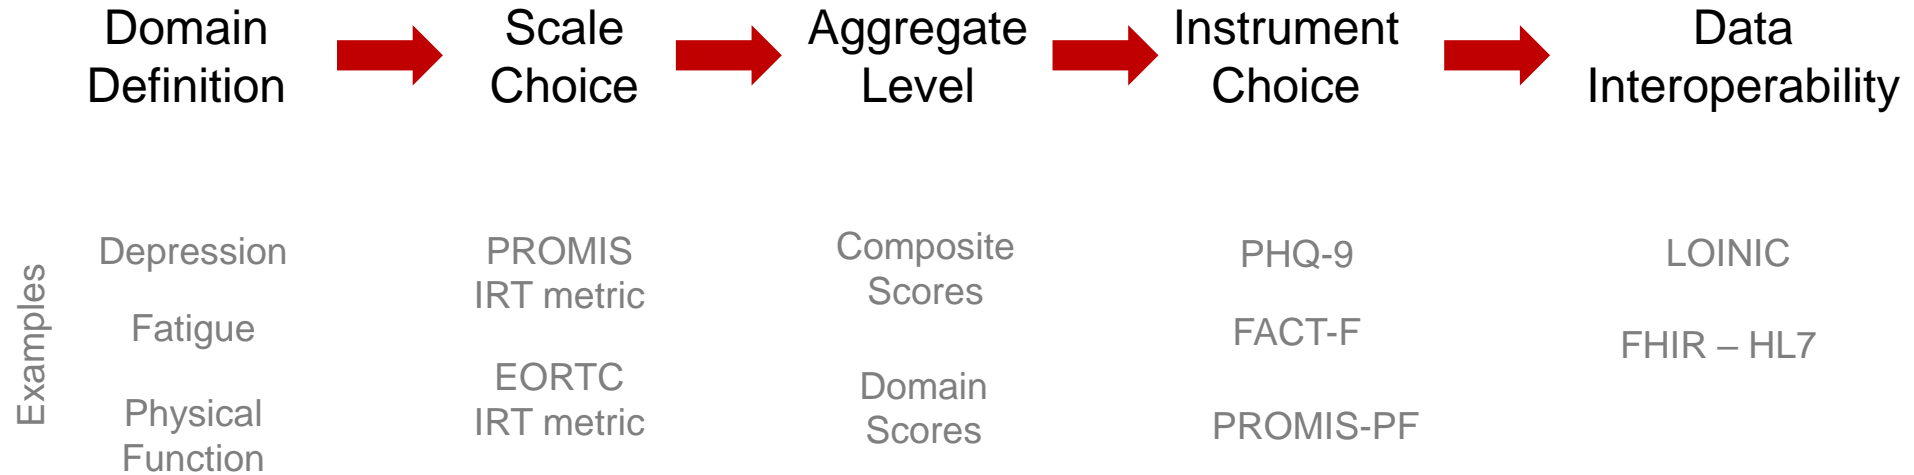 Domain
Definition
Scale
Choice
Aggregate
Level
Instrument
Choice
Data
Interoperability
Examples
Depression
Fatigue
Physical
Function
PROMIS
IRT metric
EORTC
IRT metric
Composite
Scores
Domain
Scores
PHQ-9
FACT-F
PROMIS-PF
LOINIC
FHIR – HL7